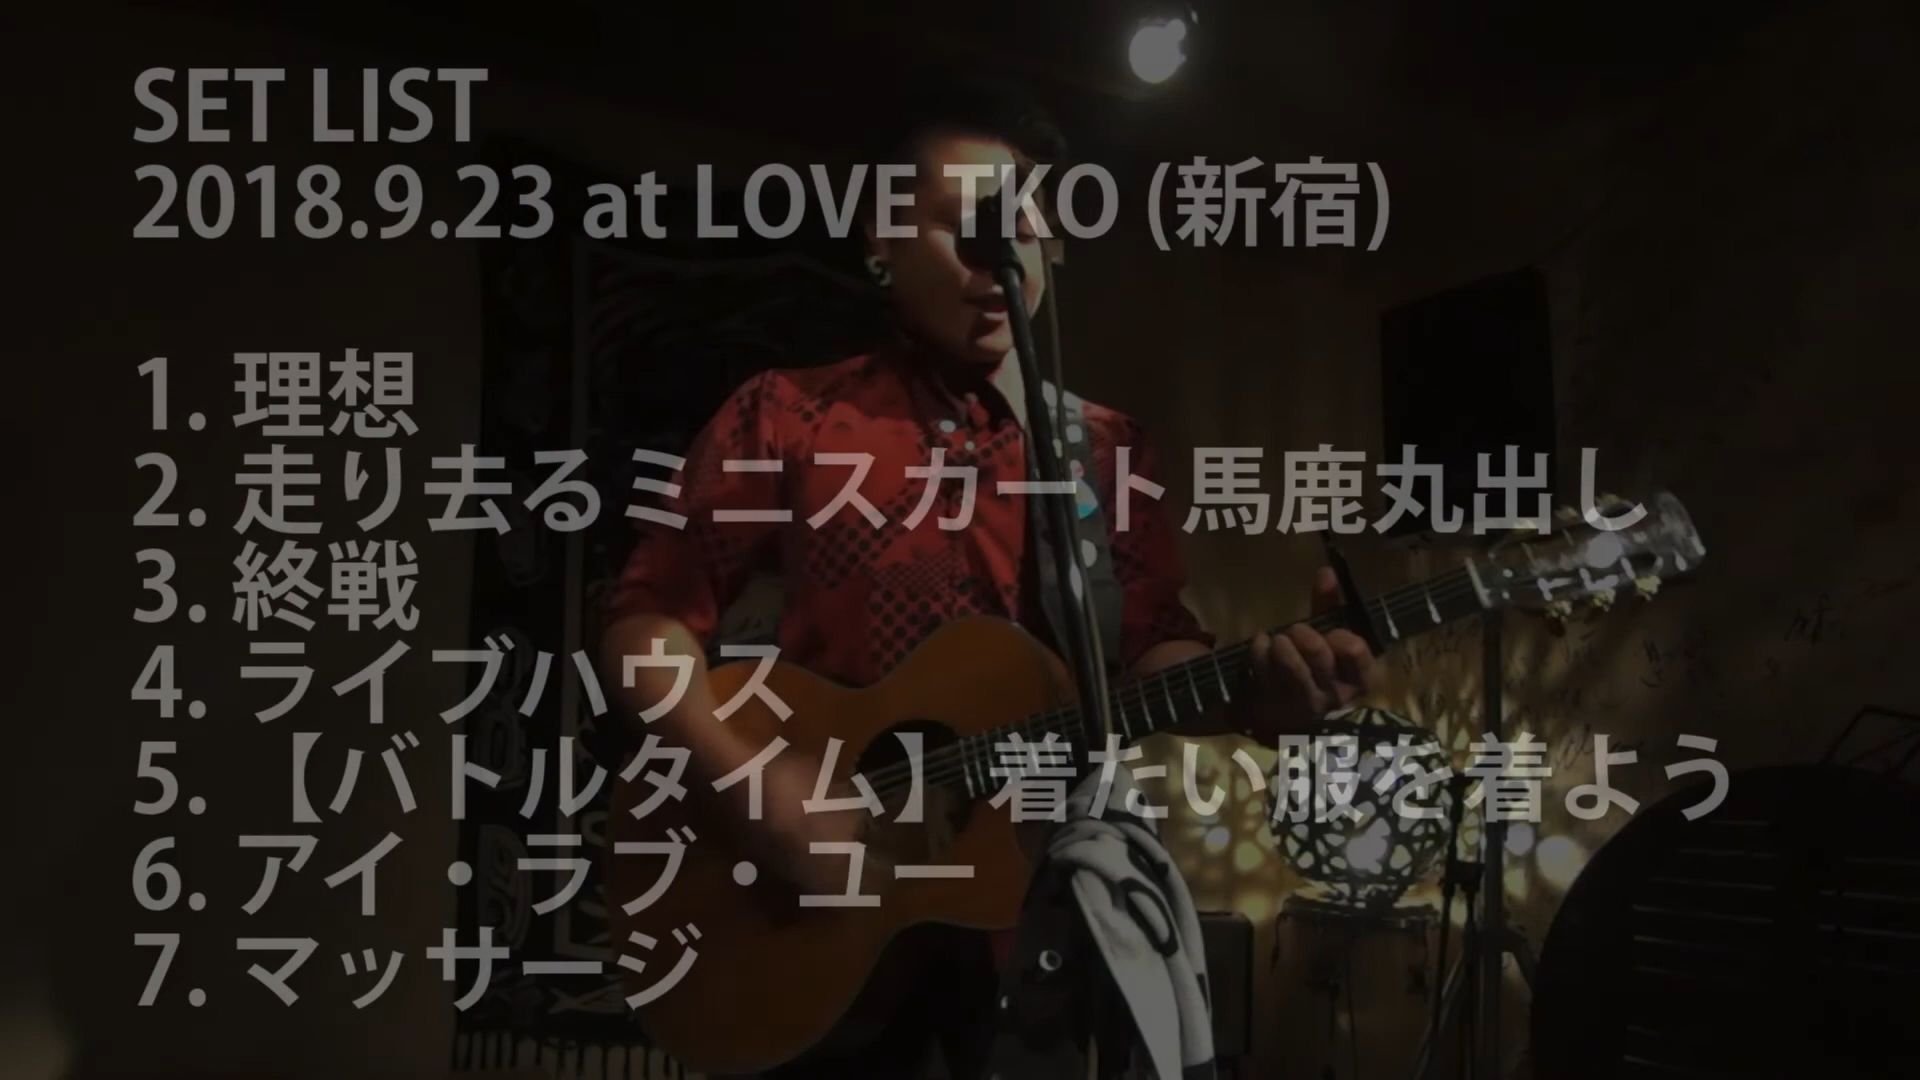 SET LIST
2018.9.23 at LOVE TKO (新宿)
1. 理想
2. 走り去るミニスカート馬鹿丸出し
3. 終戦
4. ライブハウス
5. 【バトルタイム】着たい服を着よう
6. アイ・ラブ・ユー
7. マッサージ